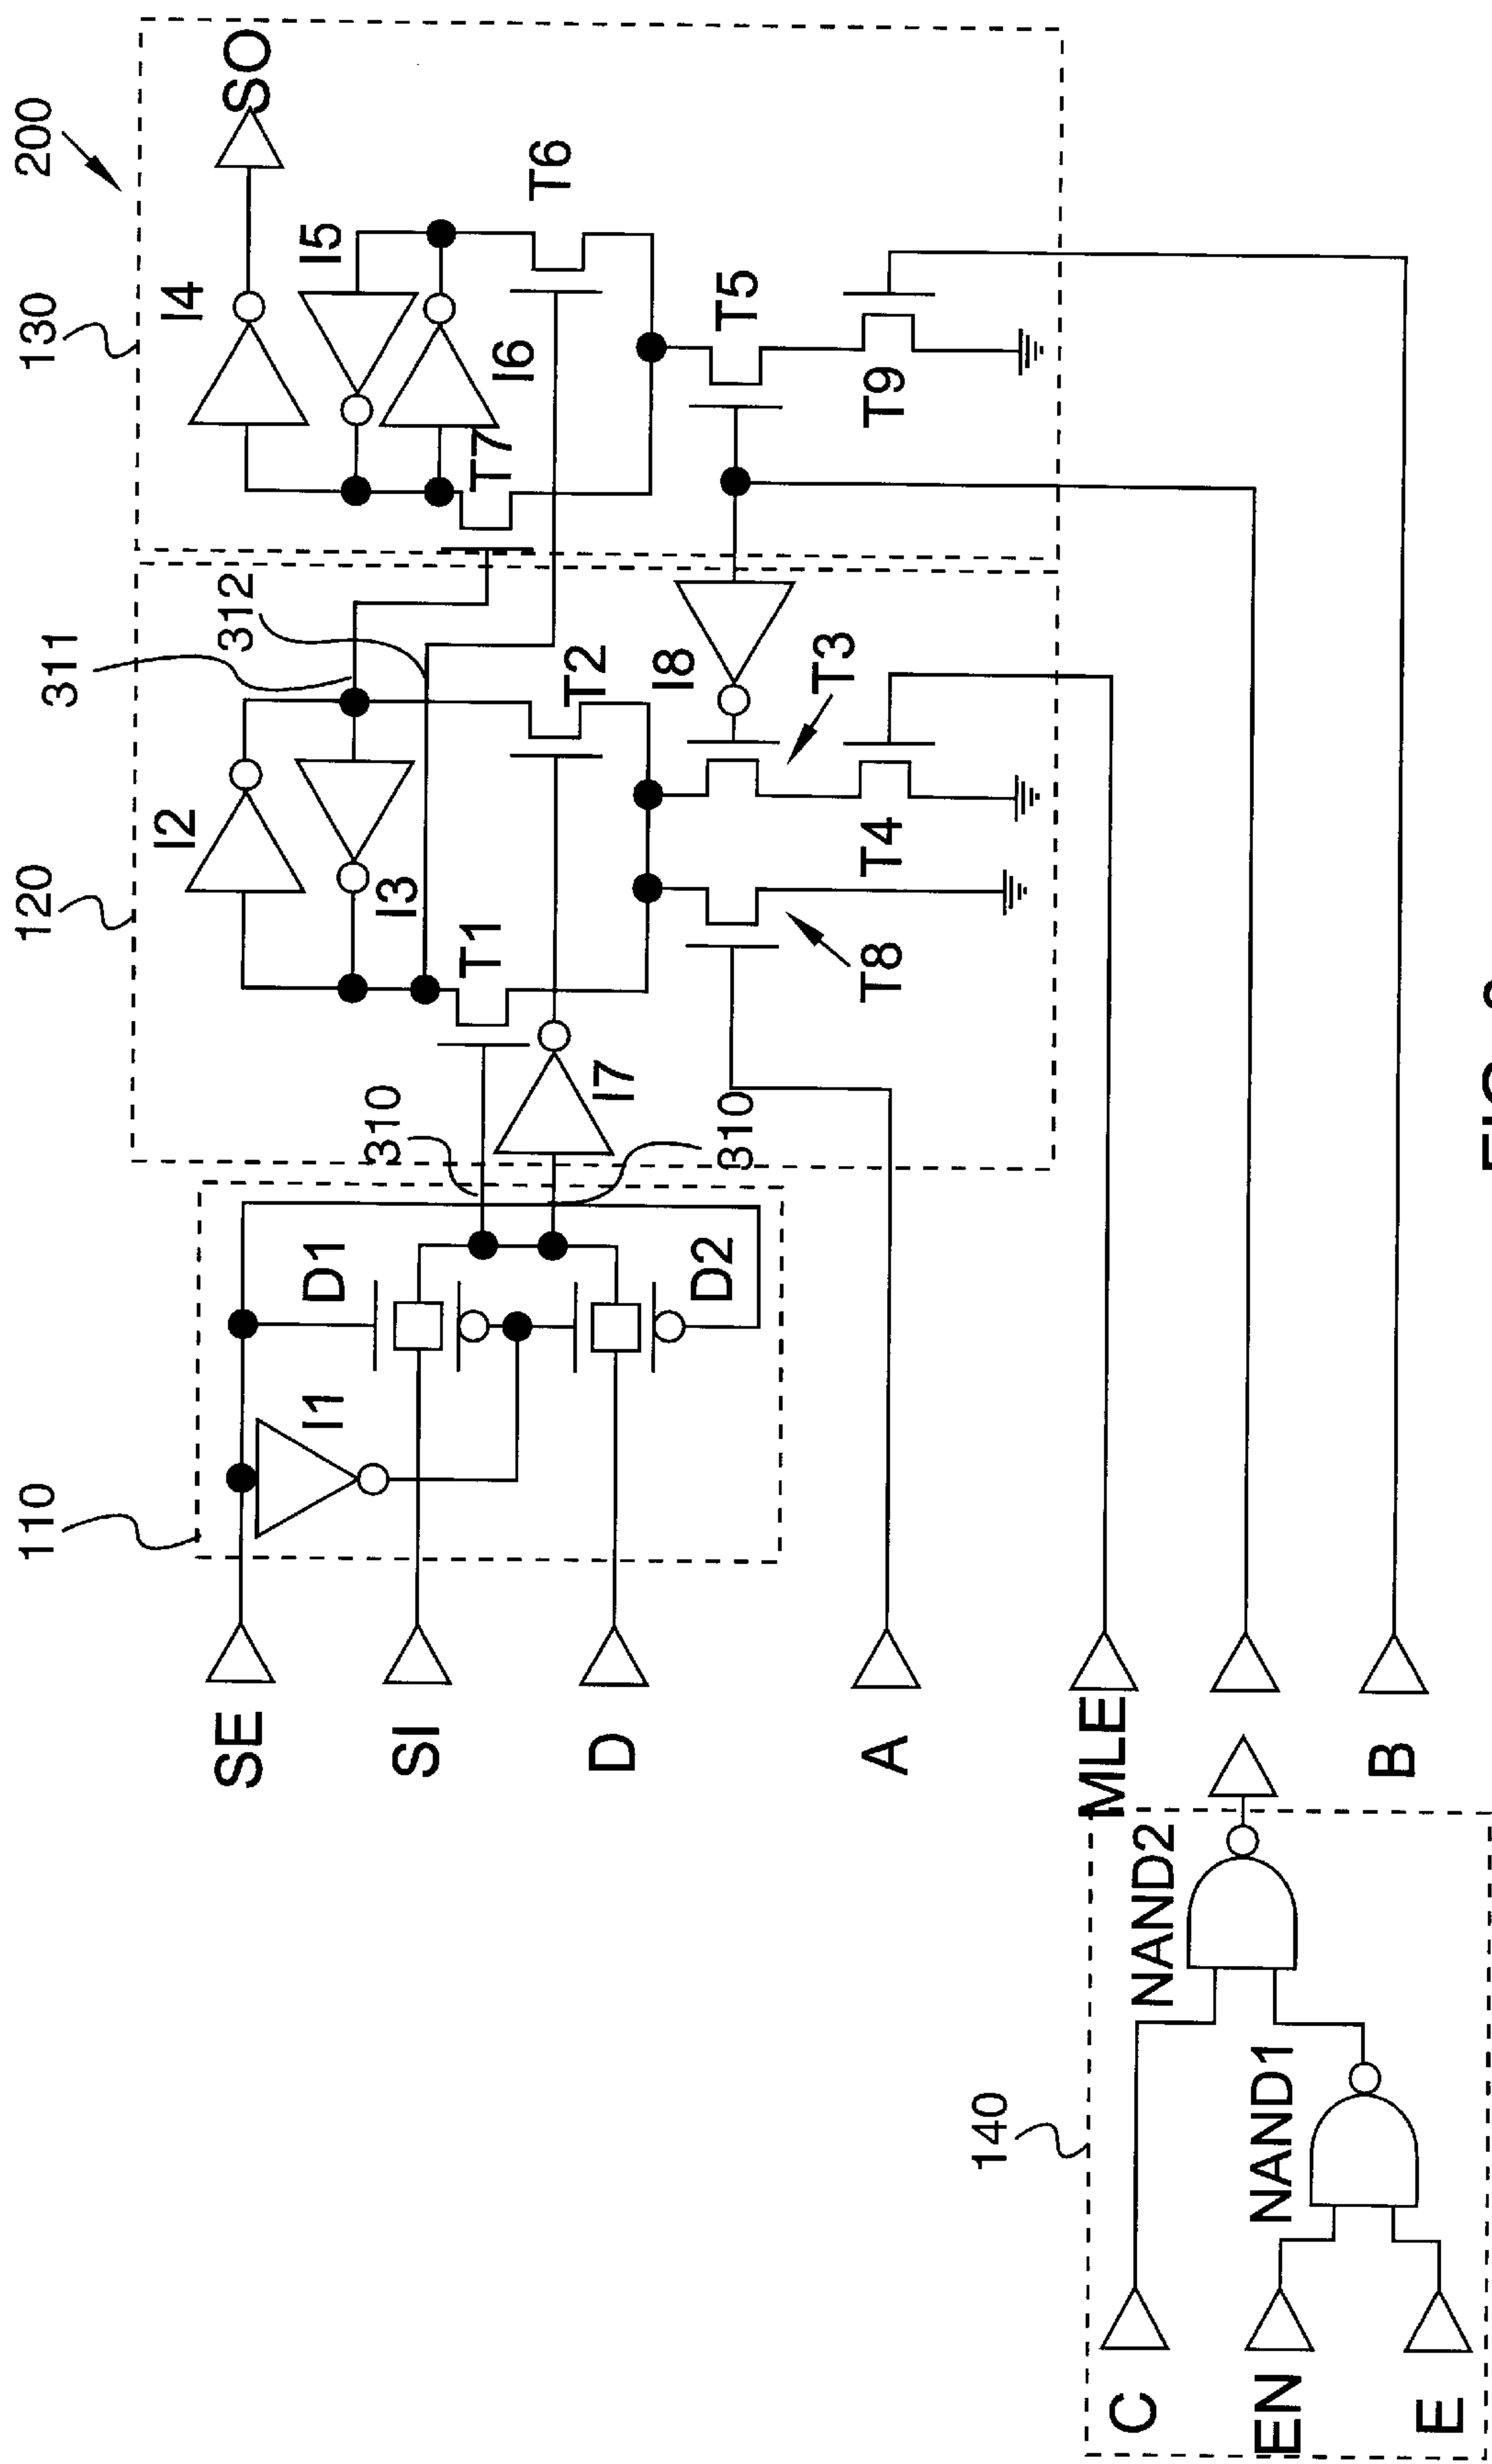 200
110
120
130
SE
SI
D
A
MLE
B
I1
D1
D2
310
310
I7
T1
I2
I3
311
312
T2
I8
T3
T4
T8
I4
I5
I6
T7
T6
T5
T9
SO
140
C
EN
E
NAND1
NAND2